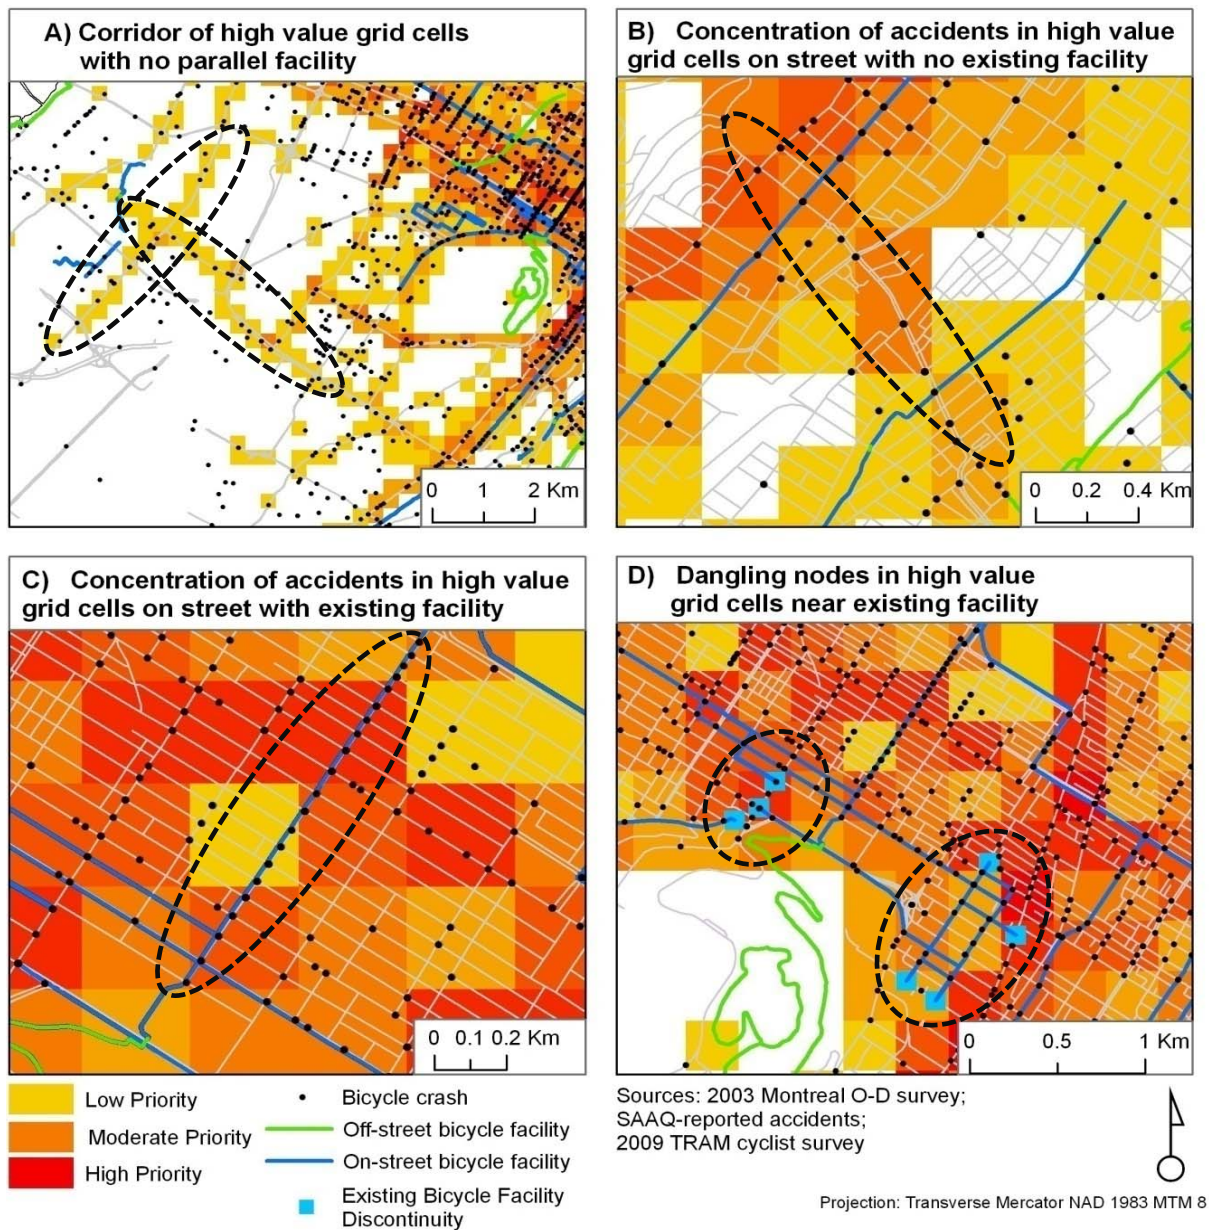 A) Corridor of high value grid cells
with no parallel facility
0 1 2 Km
B) Concentration of accidents in high value
grid cells on street with no existing facility
0 0.2 0.4 Km
C) Concentration of accidents in high value
grid cells on street with existing facility
0 0.1 0.2 Km
D) Dangling nodes in high value
grid cells near existing facility
0 0.5 1 Km
Low Priority
Moderate Priority
High Priority
Bicycle crash
Off-street bicycle facility
On-street bicycle facility
Existing Bicycle Facility
Discontinuity
Sources: 2003 Montreal O-D survey;
SAAQ-reported accidents;
2009 TRAM cyclist survey
Projection: Transverse Mercator NAD 1983 MTM 8